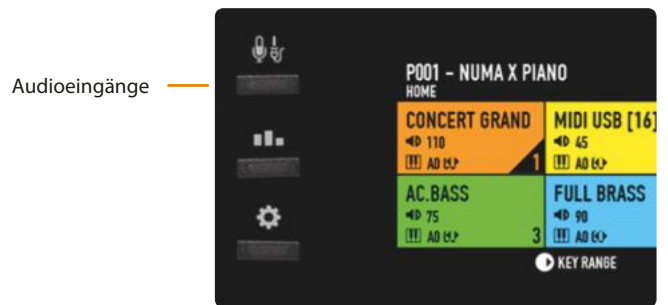 Audioeingänge
P001 - NUMA X PIANO
HOME
CONCERT GRAND
110
A0
1
MIDI USB [16]
45
A0
AC.BASS
75
A0
3
FULL BRASS
90
A0
KEY RANGE